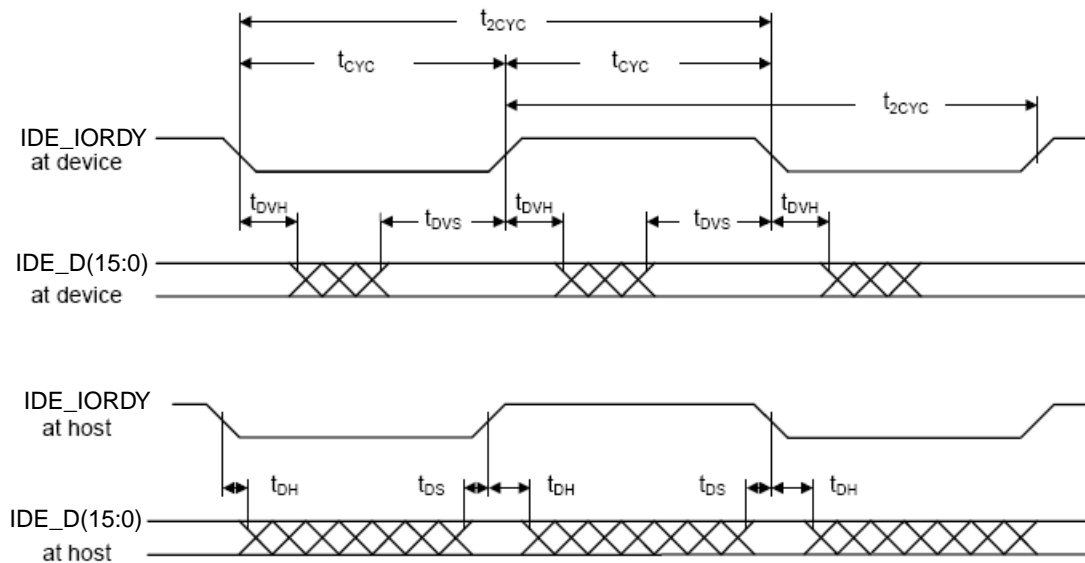 t2CYC
tCYC tCYC
t2CYC
IDE_IORDY
at device
tDVH tDVS tDVH tDVS tDVH
IDE_D(15:0)
at device
IDE_IORDY
at host
tDH tDS tDH tDS tDH
IDE_D(15:0)
at host